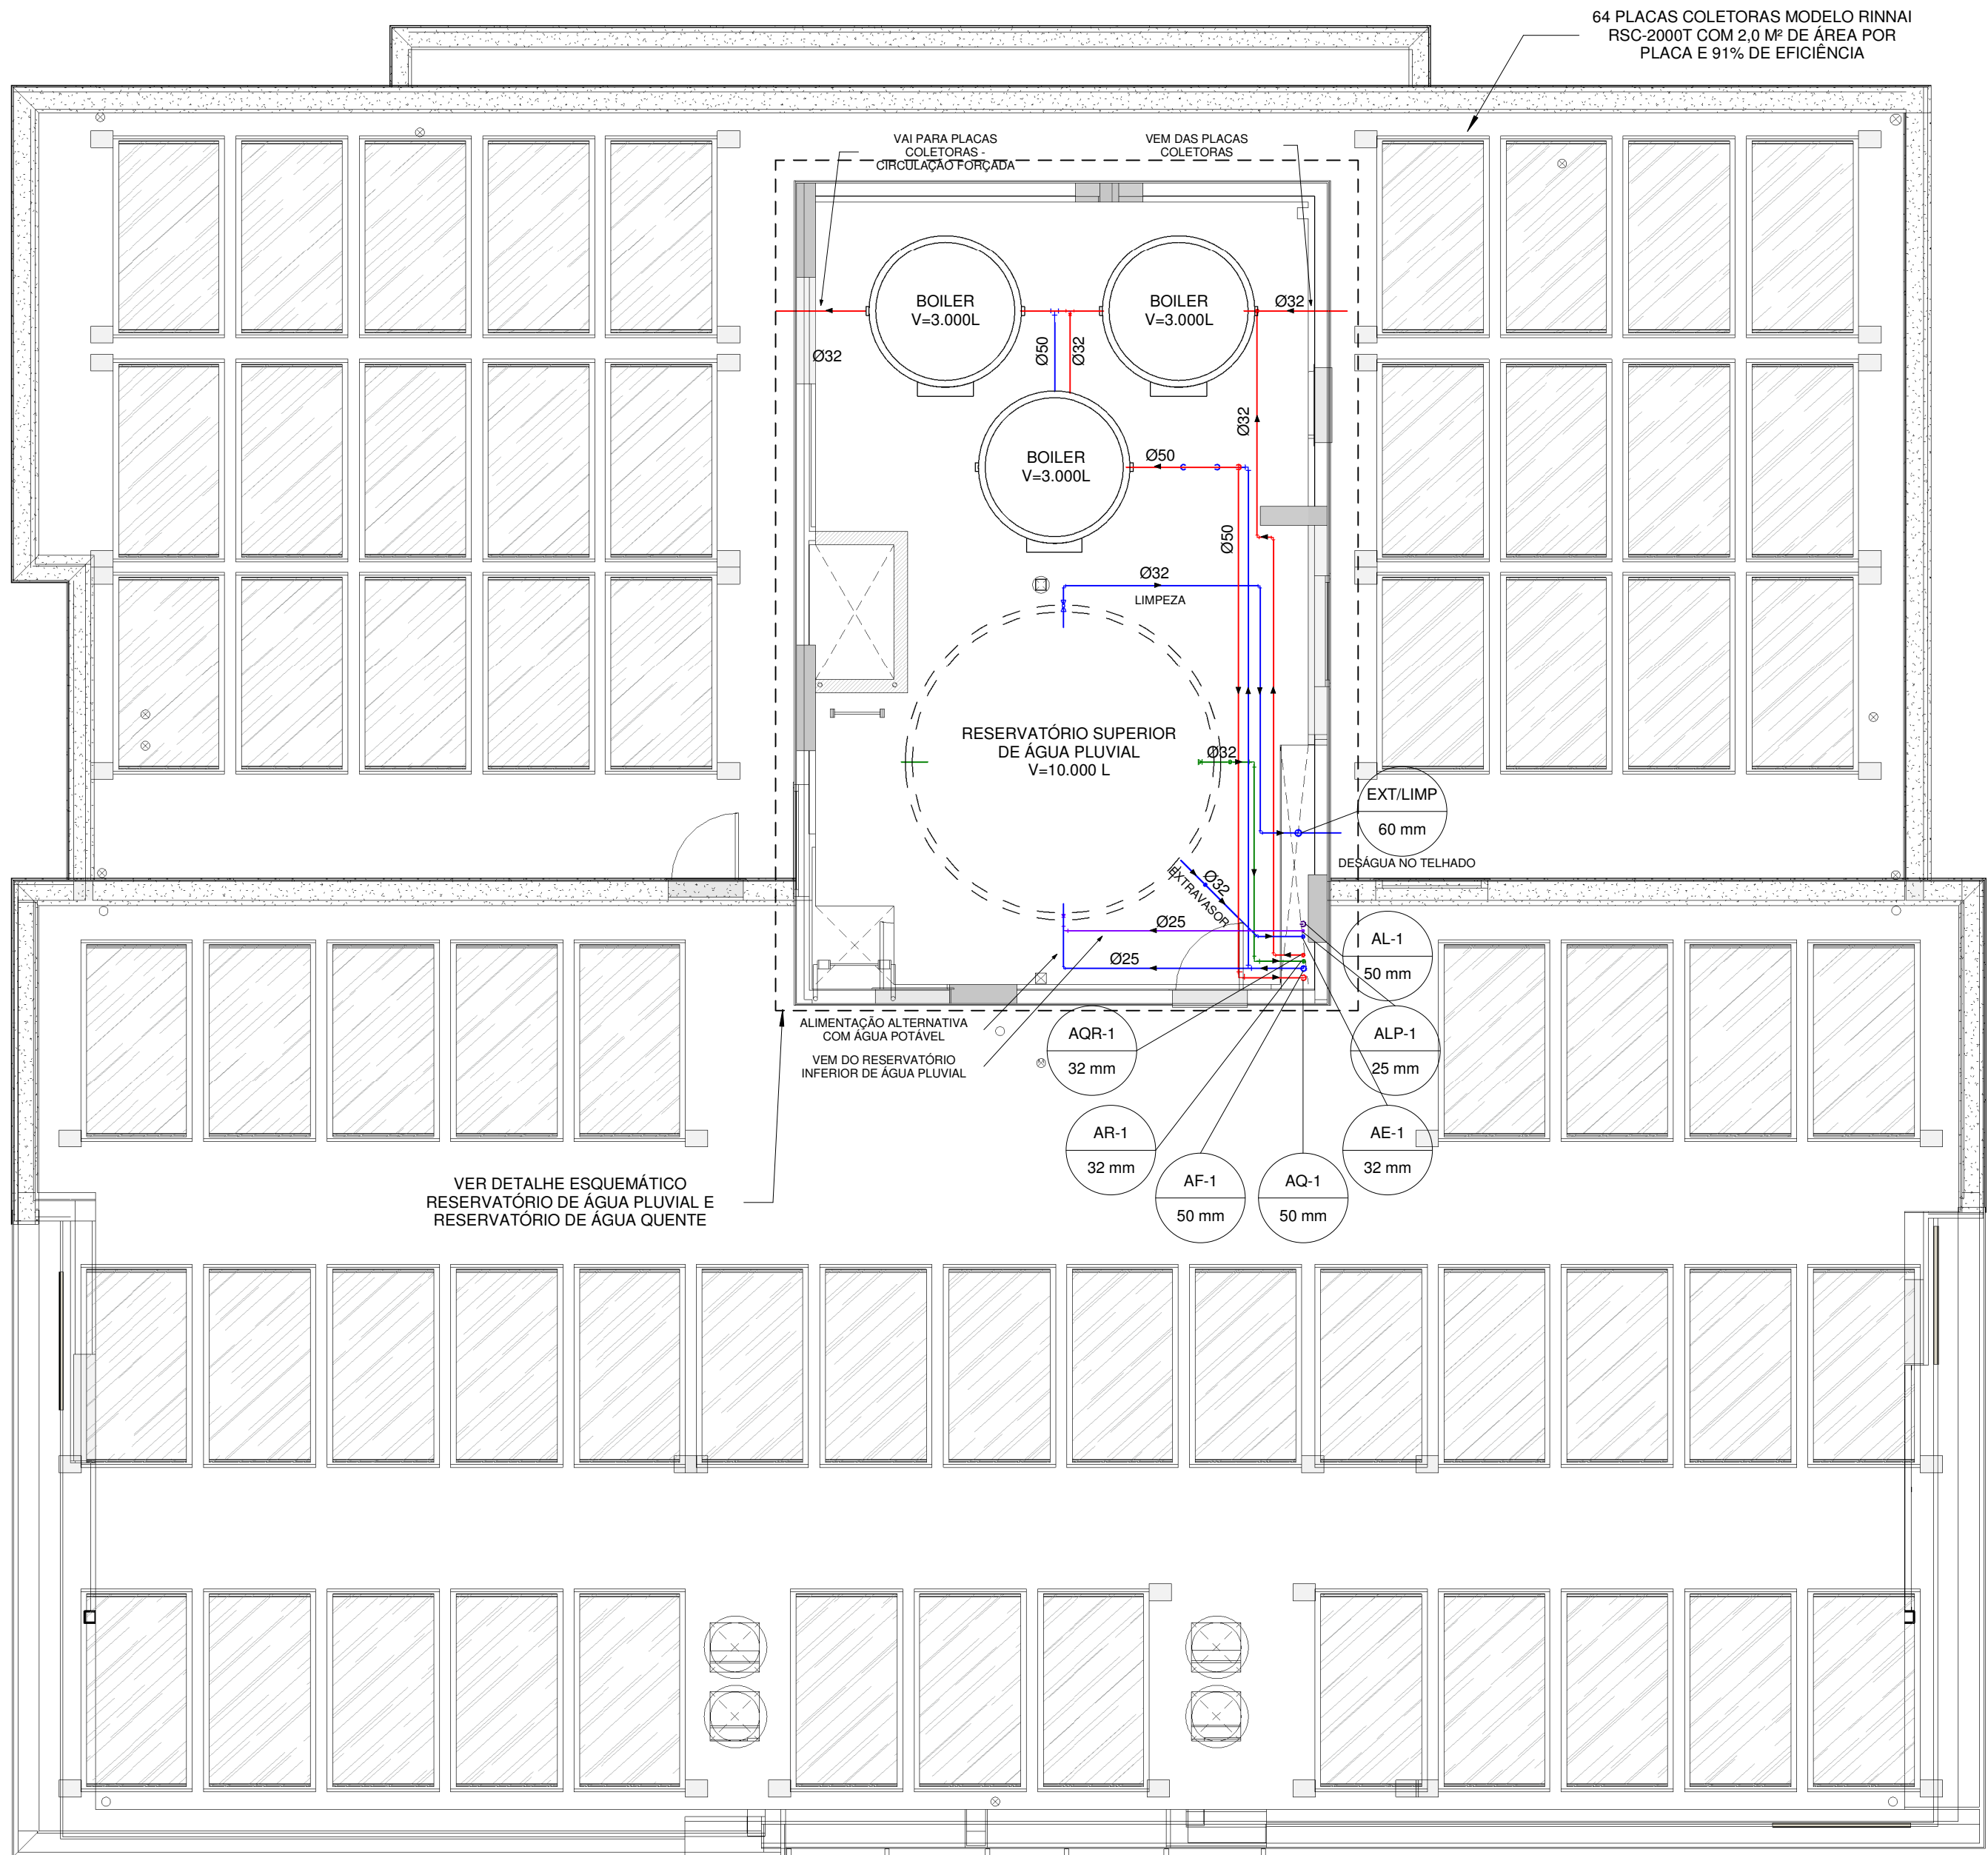 64 PLACAS COLETORAS MODELO RINNAI
RSC-2000T COM 2,0 M² DE ÁREA POR
PLACA E 91% DE EFICIÊNCIA
VAI PARA PLACAS
COLETORAS -
CIRCULAÇÃO FORÇADA
VEM DAS PLACAS
COLETORAS
BOILER
V=3.000L
BOILER
V=3.000L
Ø32
Ø32
Ø50
Ø32
Ø32
BOILER
V=3.000L
Ø50
Ø50
Ø32
LIMPEZA
RESERVATÓRIO SUPERIOR
DE ÁGUA PLUVIAL
V=10.000 L
Ø32
EXT/LIMP
60 mm
DESÁGUA NO TELHADO
Ø32
EXTRAVASOR
Ø25
Ø25
AL-1
50 mm
ALIMENTAÇÃO ALTERNATIVA
COM ÁGUA POTÁVEL
VEM DO RESERVATÓRIO
INFERIOR DE ÁGUA PLUVIAL
AQR-1
32 mm
ALP-1
25 mm
AR-1
32 mm
AE-1
32 mm
AF-1
50 mm
AQ-1
50 mm
VER DETALHE ESQUEMÁTICO
RESERVATÓRIO DE ÁGUA PLUVIAL E
RESERVATÓRIO DE ÁGUA QUENTE